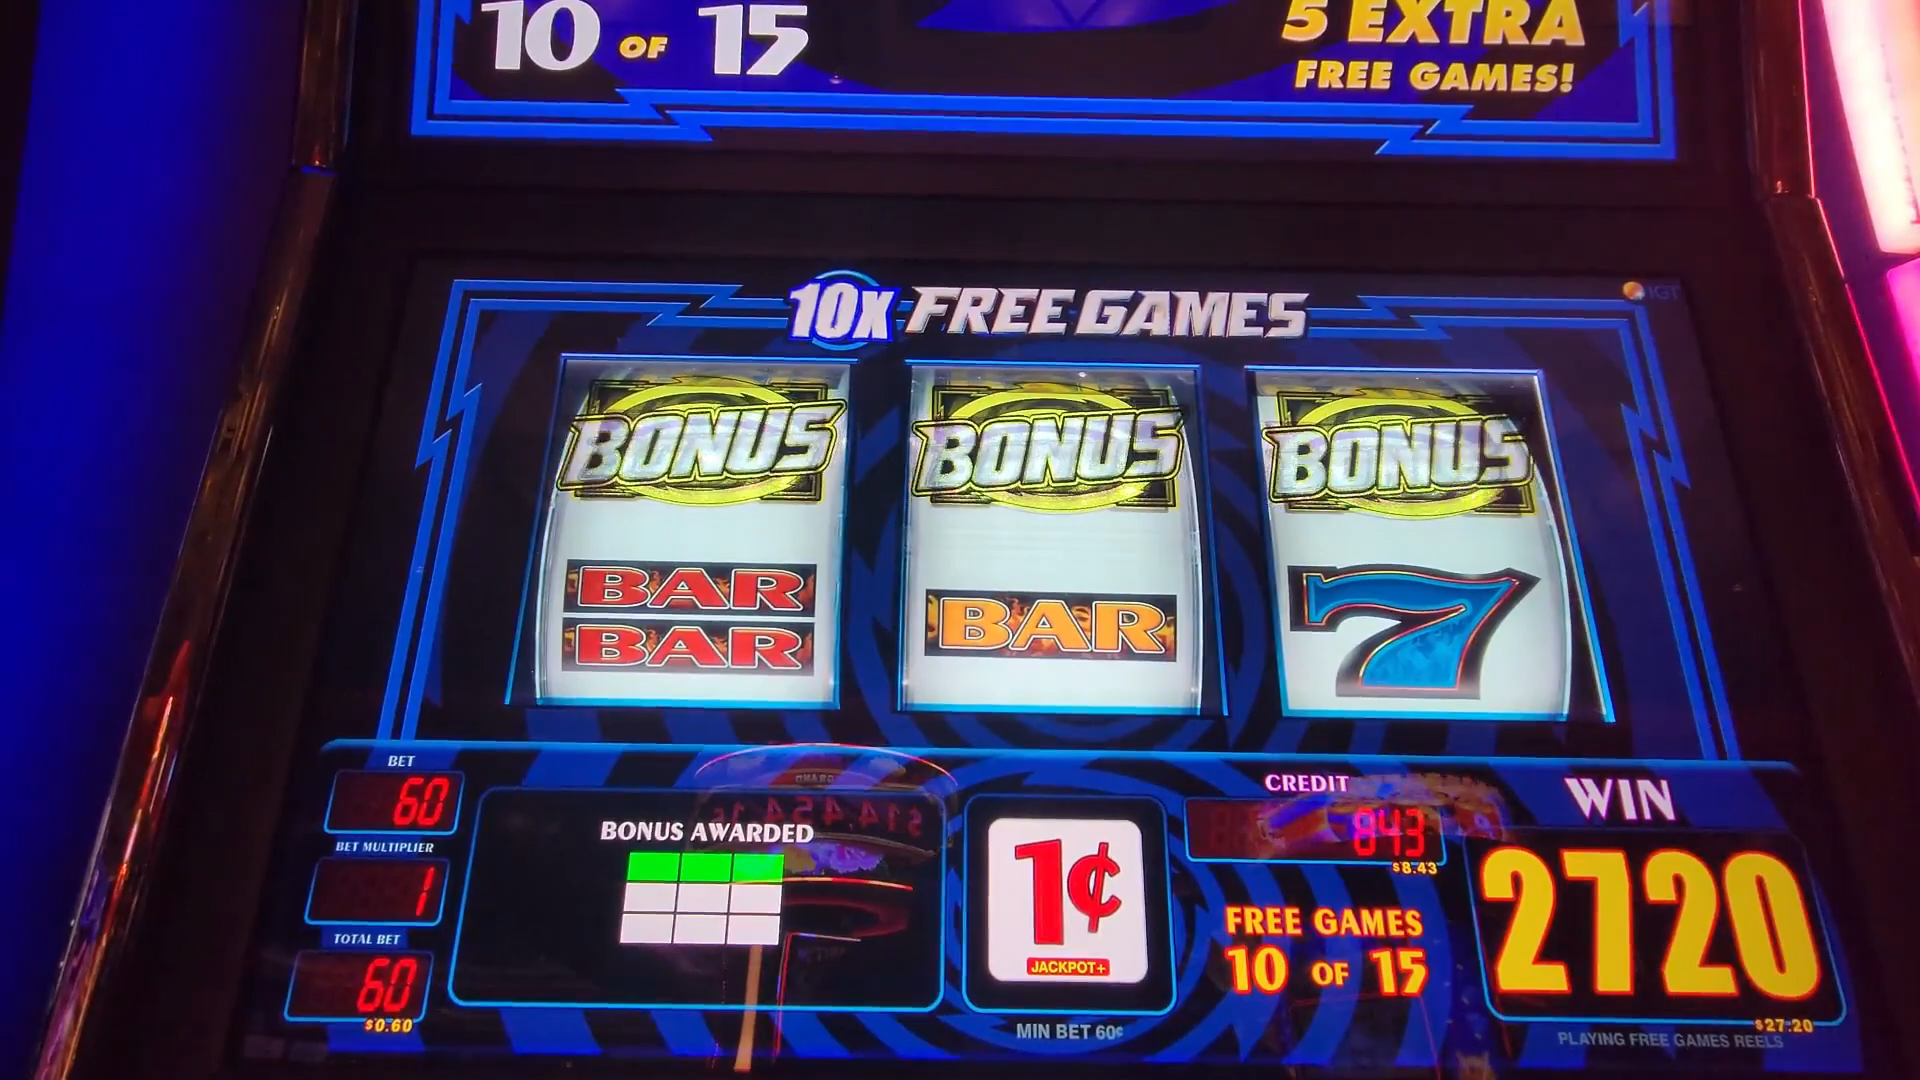 10 OF 15
5 EXTRA
FREE GAMES!
IGT
10X FREE GAMES
BONUS BONUS BONUS
BAR
BAR
BAR
7
BET
60
BET MULTIPLIER
1
TOTAL BET
60
$0.60
BONUS AWARDED
1¢
JACKPOT+
MIN BET 60¢
CREDIT
843
$8.43
FREE GAMES
10 OF 15
WIN
2720
$27.20
PLAYING FREE GAMES REELS